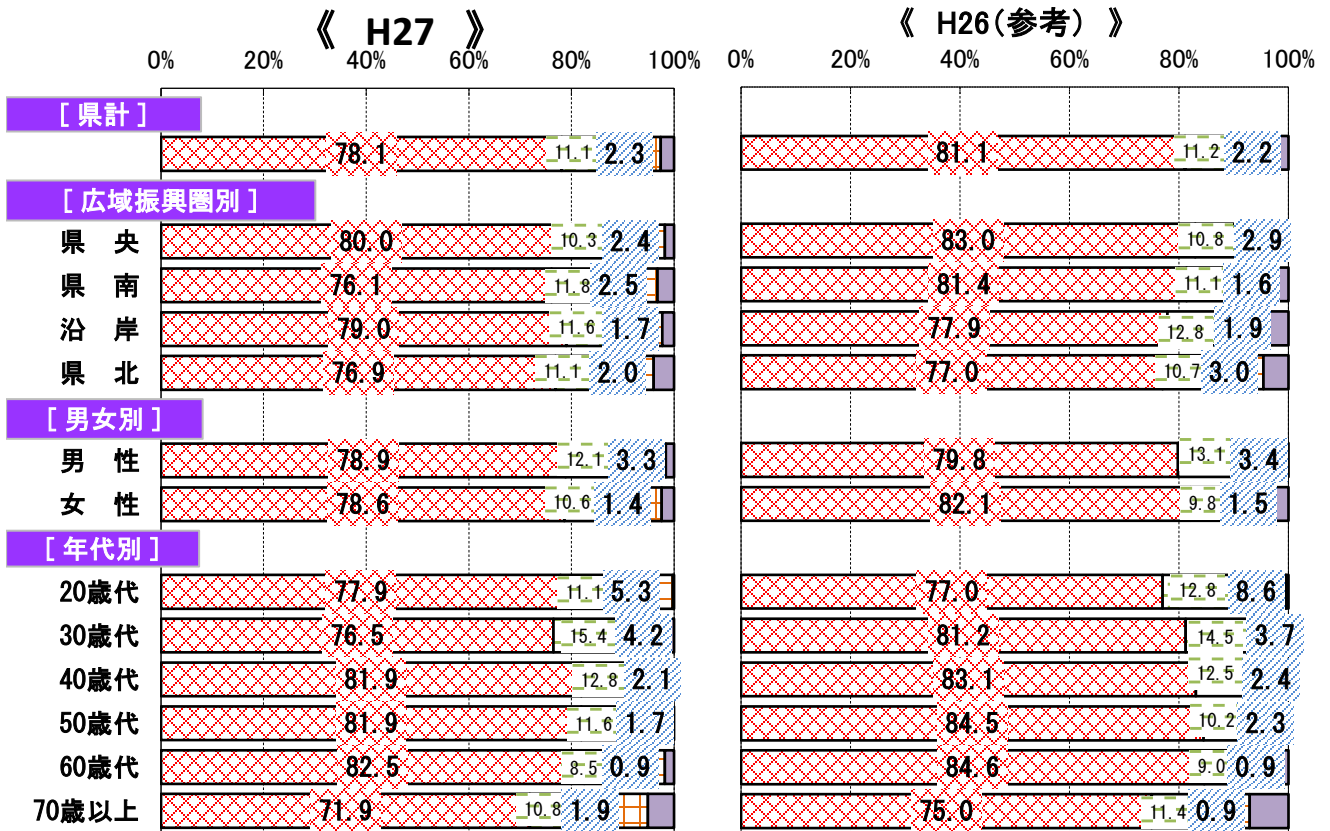 《 H27 》 《 H26(参考) 》
0% 20% 40% 60% 80% 100% 0% 20% 40% 60% 80% 100%
[ 県計 ]
78.1 11.1 2.3 81.1 11.2 2.2
[ 広域振興圏別 ]
県 央 80.0 10.3 2.4 83.0 10.8 2.9
県 南 76.1 11.8 2.5 81.4 11.1 1.6
沿 岸 79.0 11.6 1.7 77.9 12.8 1.9
県 北 76.9 11.1 2.0 77.0 10.7 3.0
[ 男女別 ]
男 性 78.9 12.1 3.3 79.8 13.1 3.4
女 性 78.6 10.6 1.4 82.1 9.8 1.5
[ 年代別 ]
20歳代 77.9 11.1 5.3 77.0 12.8 8.6
30歳代 76.5 15.4 4.2 81.2 14.5 3.7
40歳代 81.9 12.8 2.1 83.1 12.5 2.4
50歳代 81.9 11.6 1.7 84.5 10.2 2.3
60歳代 82.5 8.5 0.9 84.6 9.0 0.9
70歳以上 71.9 10.8 1.9 75.0 11.4 0.9